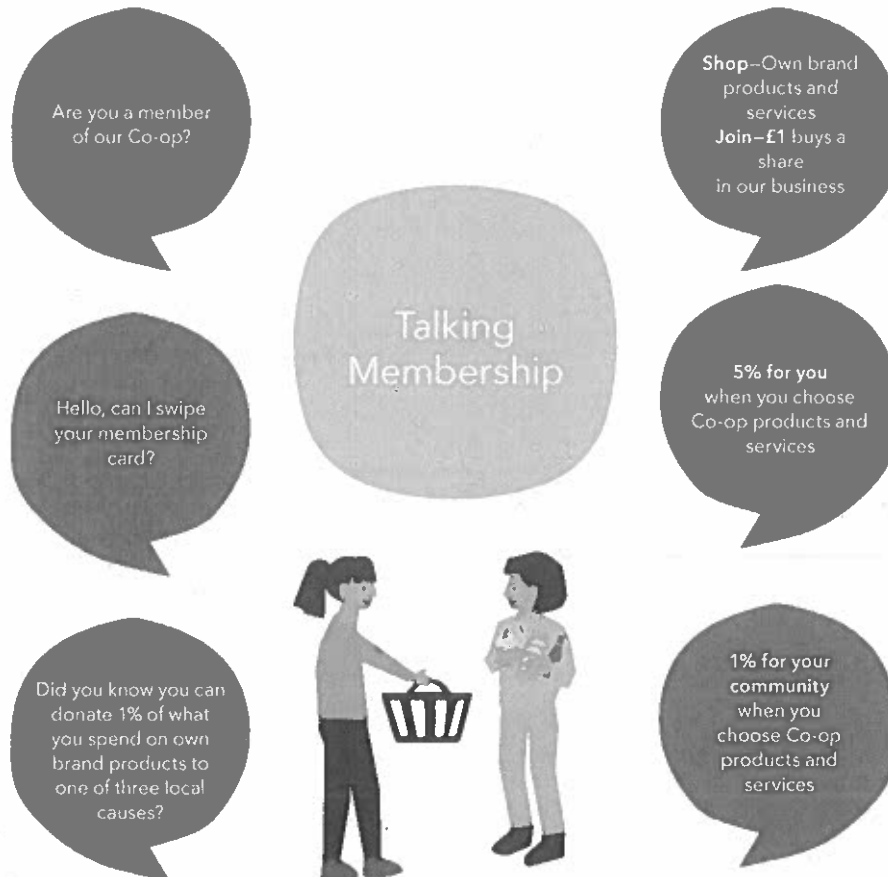 Are you a member
of our Co-op?
Hello, can I swipe
your membership
card?
Did you know you can
donate 1% of what
you spend on own
brand products to
one of three local
causes?
Talking
Membership
Shop–Own brand
products and
services
Join–£1 buys a
share
in our business
5% for you
when you choose
Co-op products and
services
1% for your
community
when you
choose Co-op
products and
services